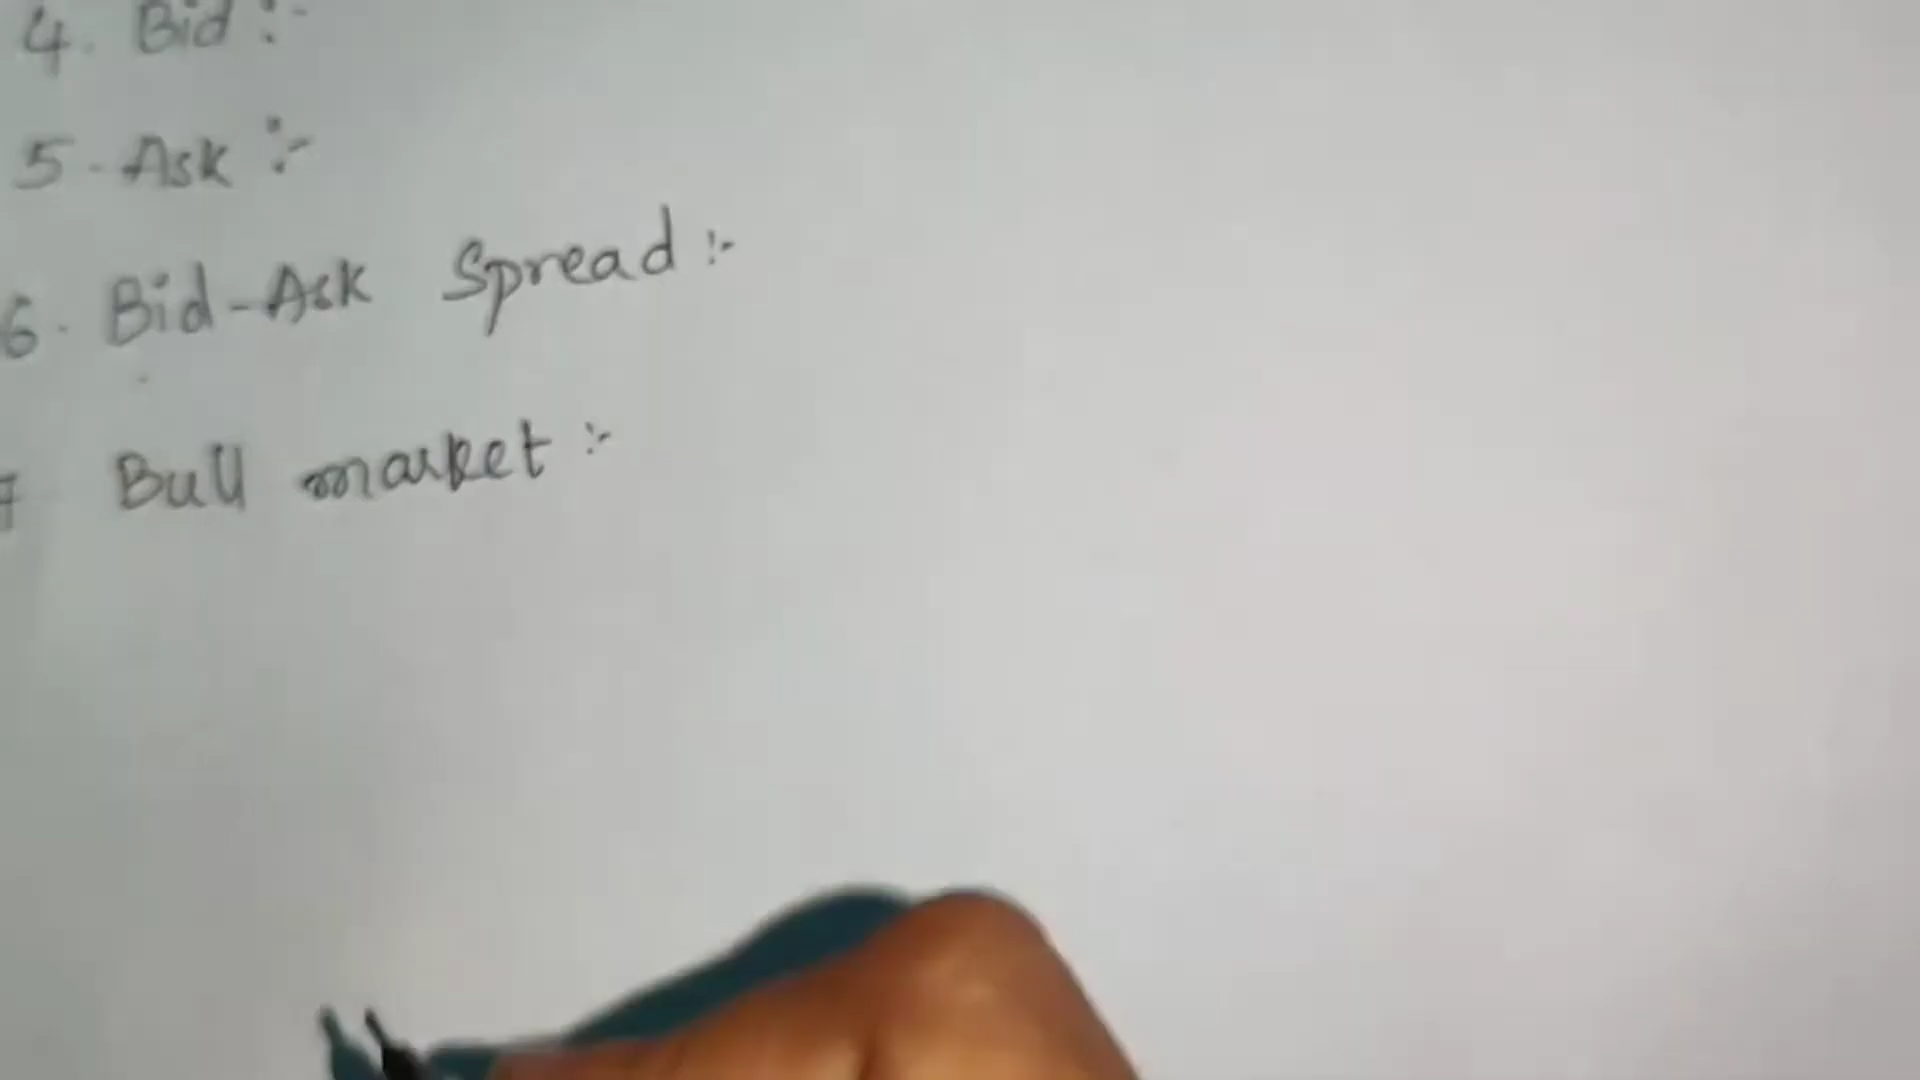 4. Bid :-
5. Ask :-
6. Bid-Ask Spread :-
7 Bull market :-